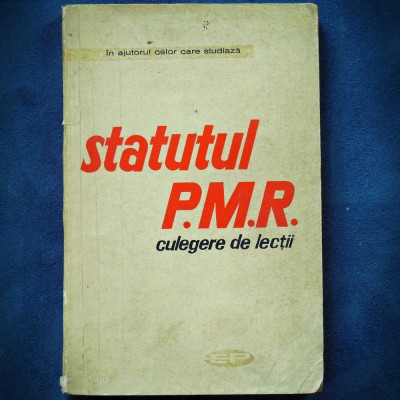 în ajutorul celor care studiază
statutul
P.M.R.
culegere de lecții
EP